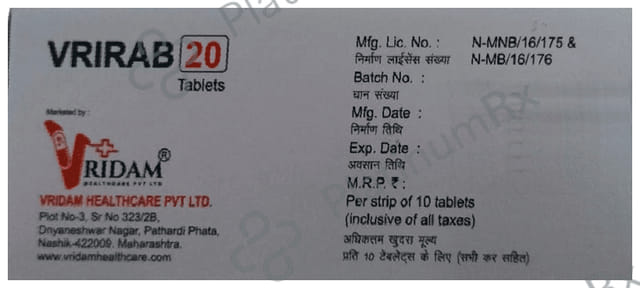 VRIRAB 20
Tablets
Marketed by :
VRIDAM®
HEALTHCARE PVT LTD
VRIDAM HEALTHCARE PVT LTD.
Plot No-3, Sr No 323/2B,
Dnyaneshwar Nagar, Pathardi Phata,
Nashik-422009. Maharashtra.
www.vridamhealthcare.com
Mfg. Lic. No. : N-MNB/16/175 &
निर्माण लाईसेंस संख्या N-MB/16/176
Batch No. :
घान संख्या
Mfg. Date :
निर्माण तिथि
Exp. Date :
अवसान तिथि
M.R.P. ₹ :
Per strip of 10 tablets
(inclusive of all taxes)
अधिकतम खुदरा मूल्य
प्रति 10 टेबलेट्स के लिए (सभी कर सहित)
PlatinumRx